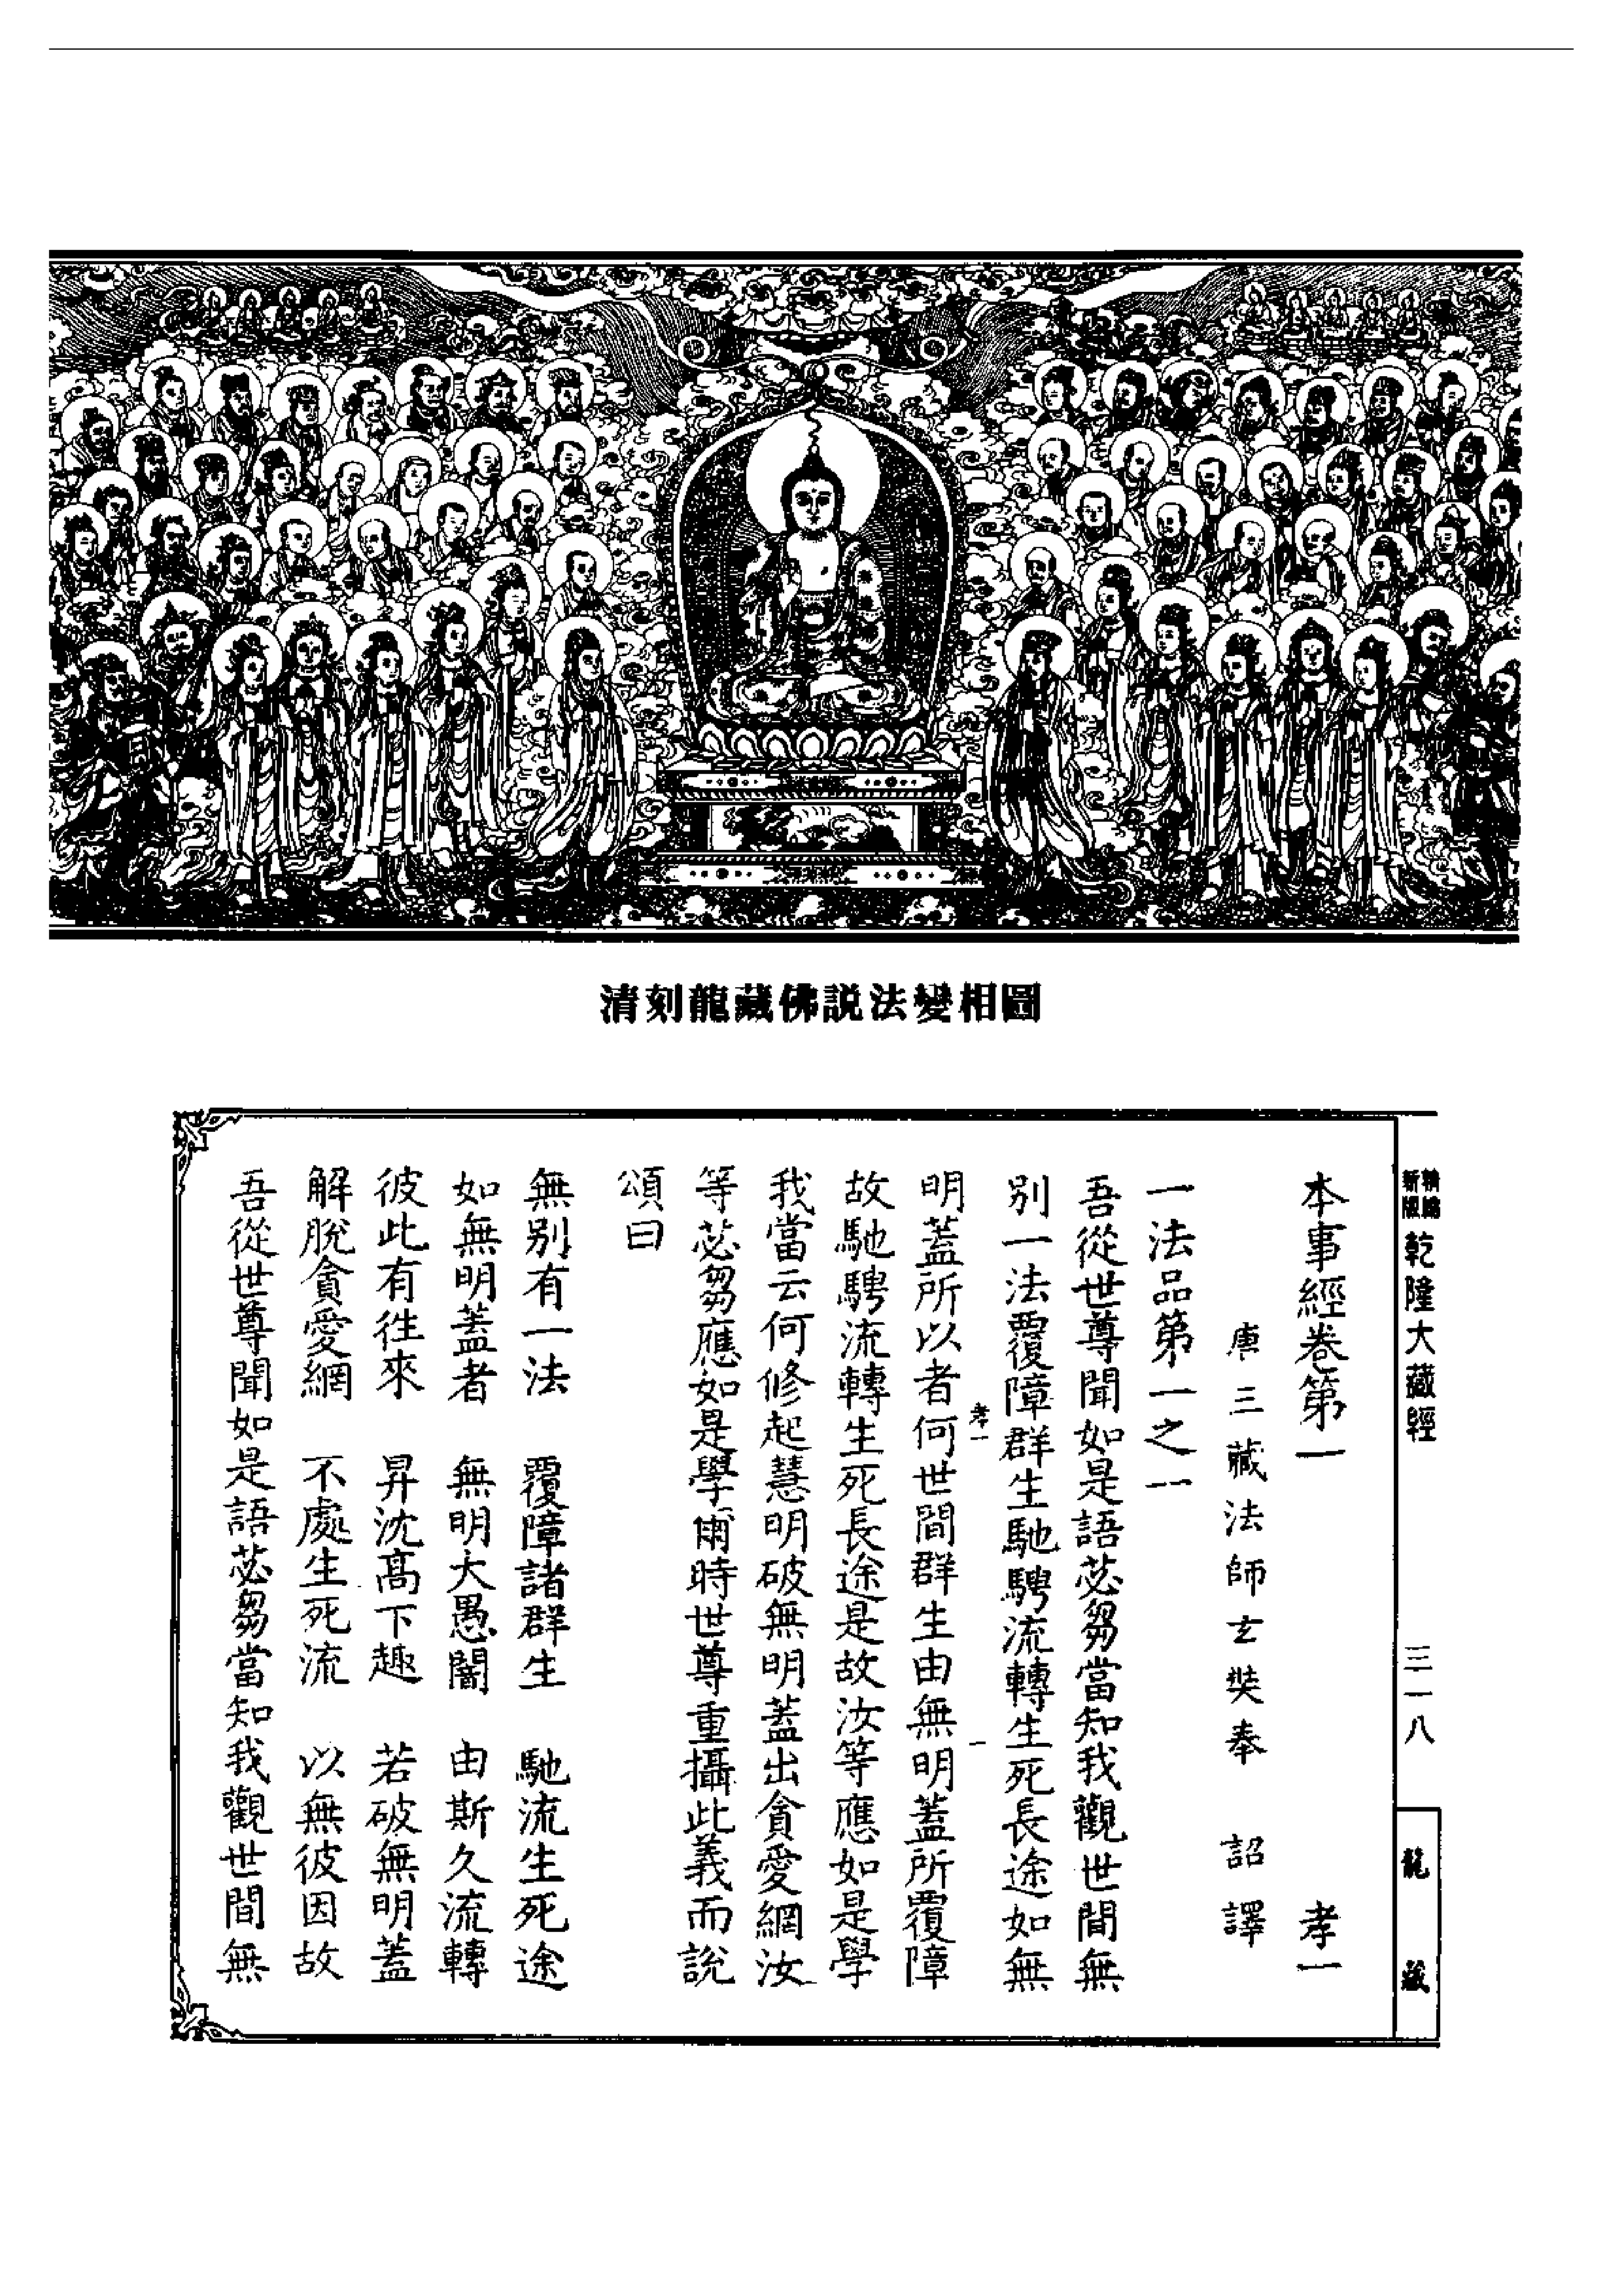 清刻龍藏佛説法變相圖
新版
乾隆大藏經
三一八
龍藏
本事經卷第一 孝一
唐三藏法師玄奘奉 詔譯
一法品第一之一
吾從世尊聞如是語苾芻當知我觀世間無
別一法覆障群生馳騁流轉生死長途如無
孝一 一
明蓋所以者何世間群生由無明蓋所覆障
故馳騁流轉生死長途是故汝等應如是學
我當云何修起慧明破無明蓋出貪愛網汝
等苾芻應如是學爾時世尊重攝此義而說
頌曰
無別有一法 覆障諸群生 馳流生死途
如無明蓋者 無明大愚闇 由斯久流轉
彼此有往來 昇沈高下趣 若破無明蓋
解脫貪愛網 不處生死流 以無彼因故
吾從世尊聞如是語苾芻當知我觀世間無